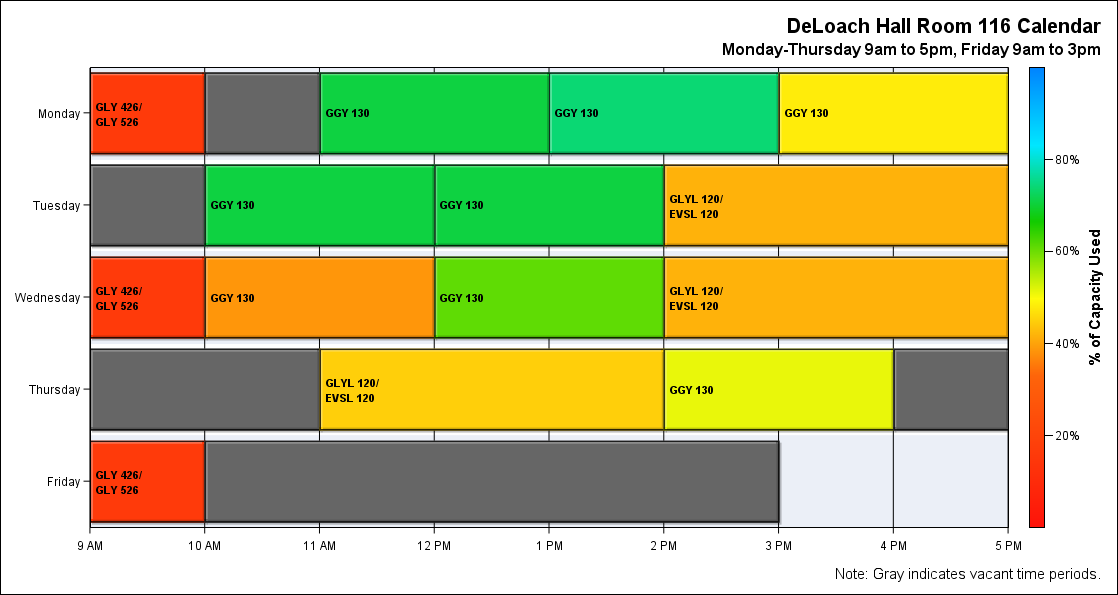 DeLoach Hall Room 116 Calendar
Monday-Thursday 9am to 5pm, Friday 9am to 3pm
Monday
GLY 426/
GLY 526
GGY 130
GGY 130
GGY 130
Tuesday
GGY 130
GGY 130
GLYL 120/
EVSL 120
Wednesday
GLY 426/
GLY 526
GGY 130
GGY 130
GLYL 120/
EVSL 120
Thursday
GLYL 120/
EVSL 120
GGY 130
Friday
GLY 426/
GLY 526
9 AM
10 AM
11 AM
12 PM
1 PM
2 PM
3 PM
4 PM
5 PM
80%
60%
40%
20%
% of Capacity Used
Note: Gray indicates vacant time periods.